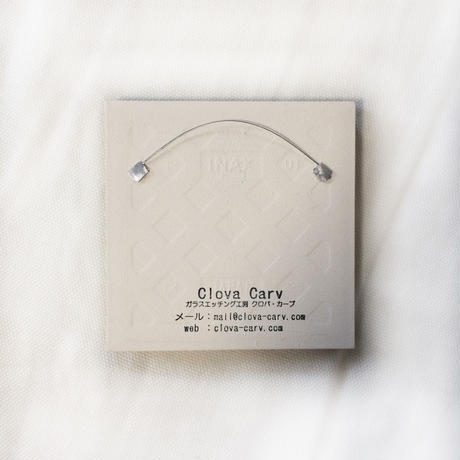 INAX
Clova Carv
ガラスエッチング工房 クロバ・カーブ
メール：mail@clova-carv.com
web ：clova-carv.com